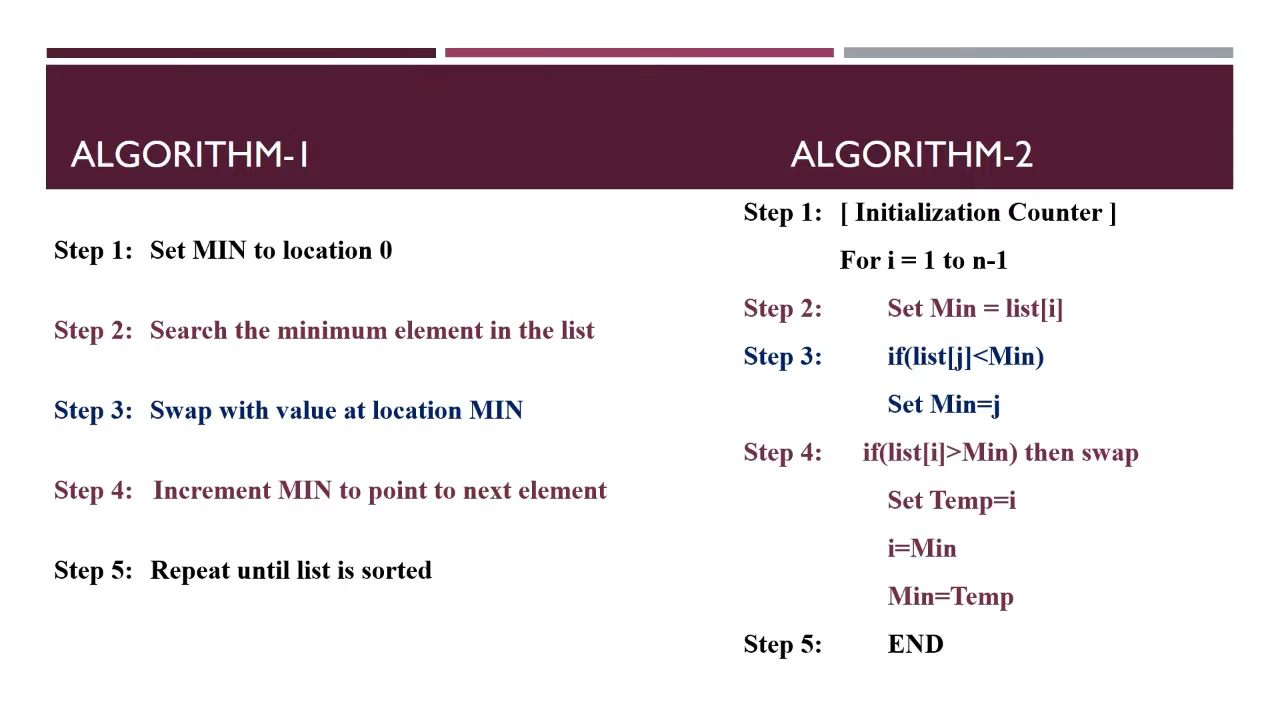 ALGORITHM-1
Step 1: Set MIN to location 0
Step 2: Search the minimum element in the list
Step 3: Swap with value at location MIN
Step 4: Increment MIN to point to next element
Step 5: Repeat until list is sorted
ALGORITHM-2
Step 1: [ Initialization Counter ]
For i = 1 to n-1
Step 2: Set Min = list[i]
Step 3: if(list[j]<Min)
Set Min=j
Step 4: if(list[i]>Min) then swap
Set Temp=i
i=Min
Min=Temp
Step 5: END